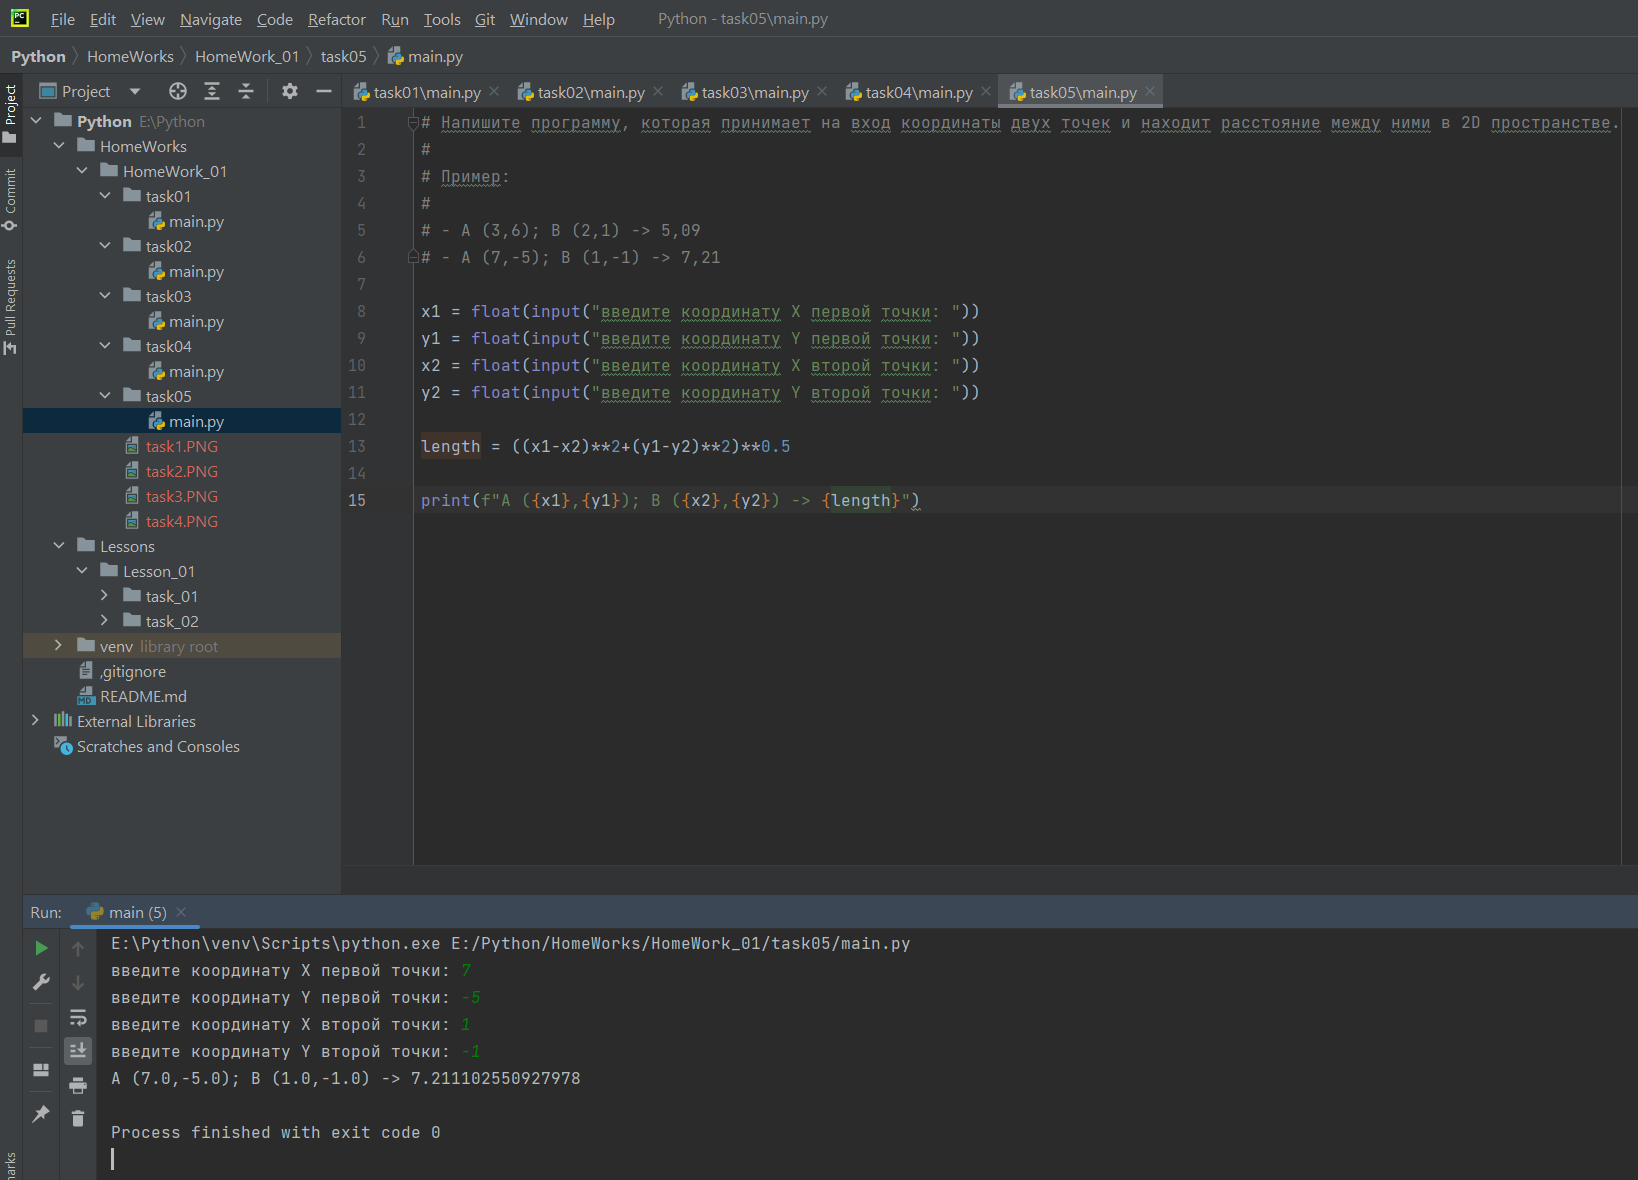 PC File Edit View Navigate Code Refactor Run Tools Git Window Help Python - task05\main.py
Python HomeWorks HomeWork_01 task05 main.py
Project task01\main.py task02\main.py task03\main.py task04\main.py task05\main.py
Project
Commit
Pull Requests
Python E:\Python
HomeWorks
HomeWork_01
task01
main.py
task02
main.py
task03
main.py
task04
main.py
task05
main.py
task1.PNG
task2.PNG
task3.PNG
task4.PNG
Lessons
Lesson_01
task_01
task_02
venv library root
.gitignore
README.md
External Libraries
Scratches and Consoles
1 # Напишите программу, которая принимает на вход координаты двух точек и находит расстояние между ними в 2D пространстве.
2 #
3 # Пример:
4 #
5 # - A (3,6); B (2,1) -> 5,09
6 # - A (7,-5); B (1,-1) -> 7,21
7
8 x1 = float(input("введите координату X первой точки: "))
9 y1 = float(input("введите координату Y первой точки: "))
10 x2 = float(input("введите координату X второй точки: "))
11 y2 = float(input("введите координату Y второй точки: "))
12
13 length = ((x1-x2)**2+(y1-y2)**2)**0.5
14
15 print(f"A ({x1},{y1}); B ({x2},{y2}) -> {length}")
Run: main (5)
E:\Python\venv\Scripts\python.exe E:/Python/HomeWorks/HomeWork_01/task05/main.py
введите координату X первой точки: 7
введите координату Y первой точки: -5
введите координату X второй точки: 1
введите координату Y второй точки: -1
A (7.0,-5.0); B (1.0,-1.0) -> 7.211102550927978
Process finished with exit code 0